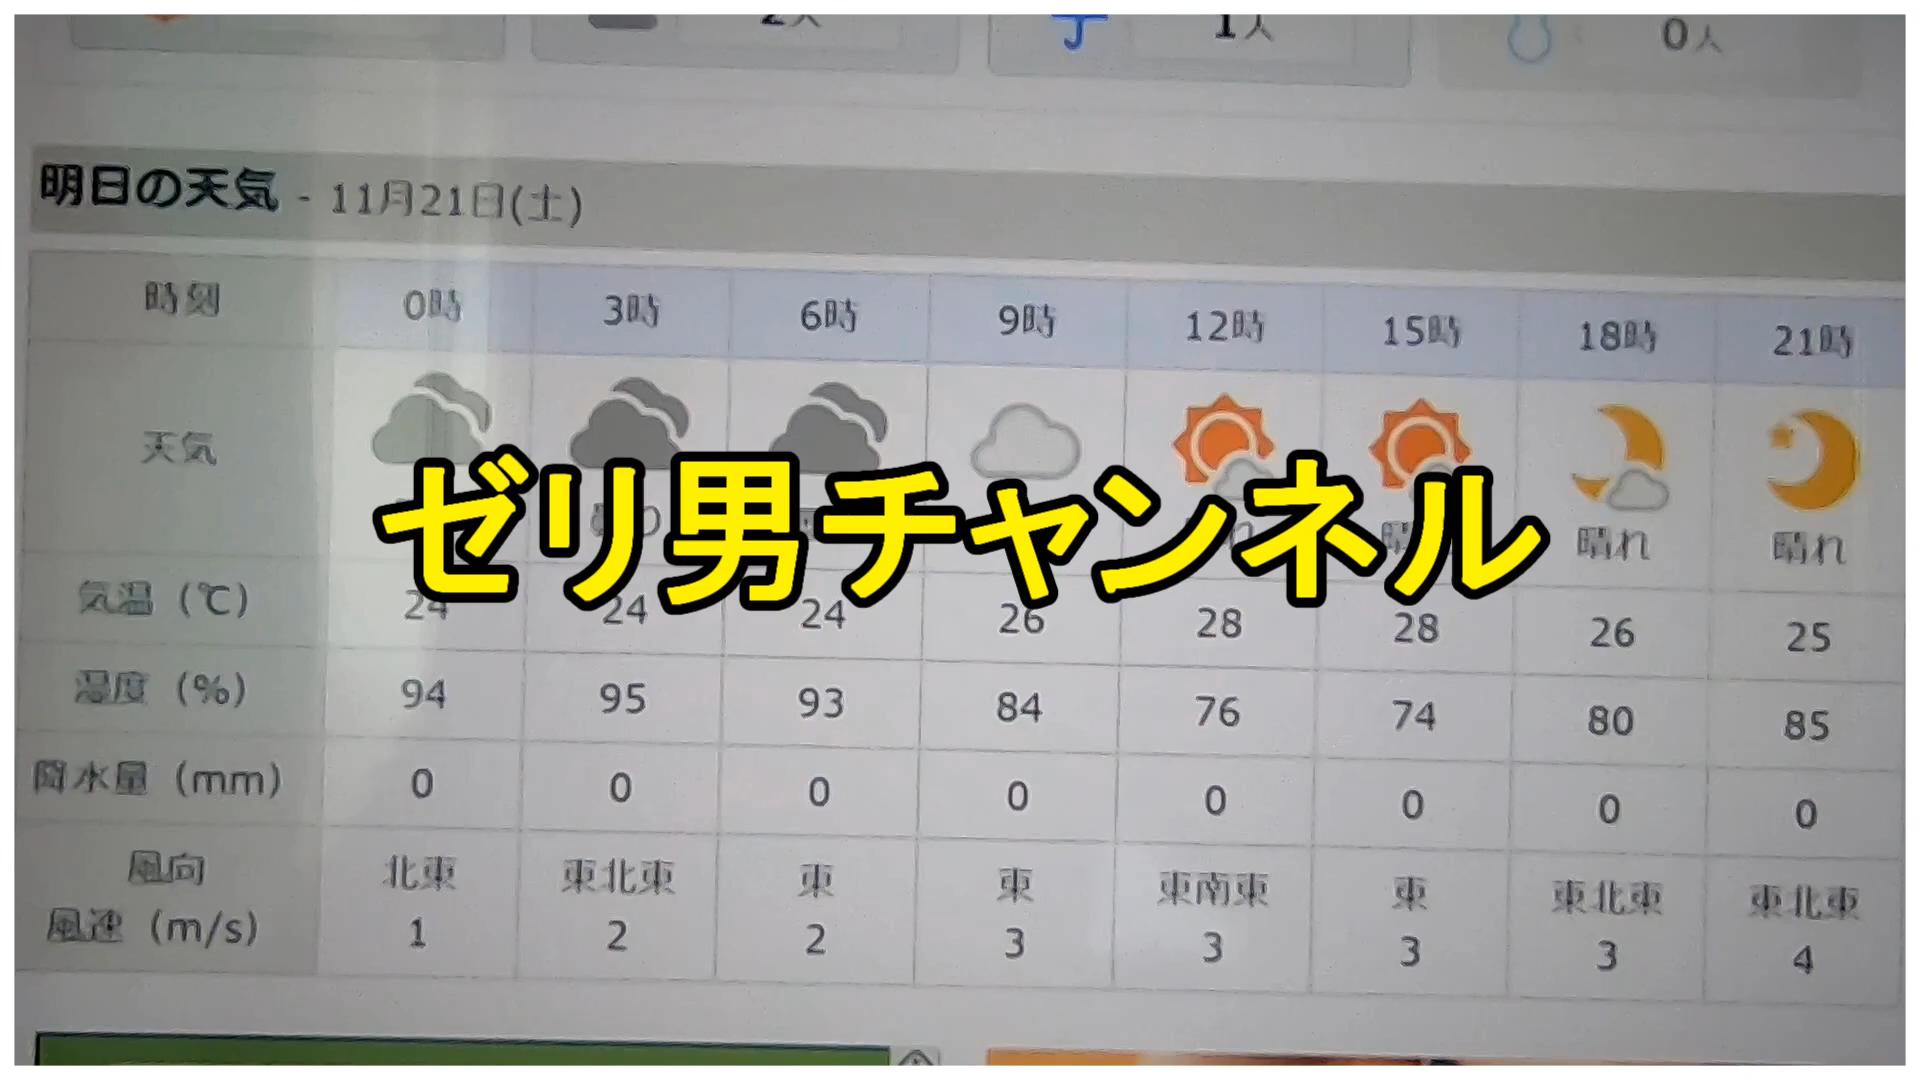 1人
0人
明日の天気 - 11月21日(土)
時刻 0時 3時 6時 9時 12時 15時 18時 21時
天気 晴れ 晴れ
ゼリ男チャンネル
気温 (℃) 24 24 24 26 28 28 26 25
湿度 (%) 94 95 93 84 76 74 80 85
降水量 (mm) 0 0 0 0 0 0 0 0
風向 北東 東北東 東 東 東南東 東 東北東 東北東
風速 (m/s) 1 2 2 3 3 3 3 4